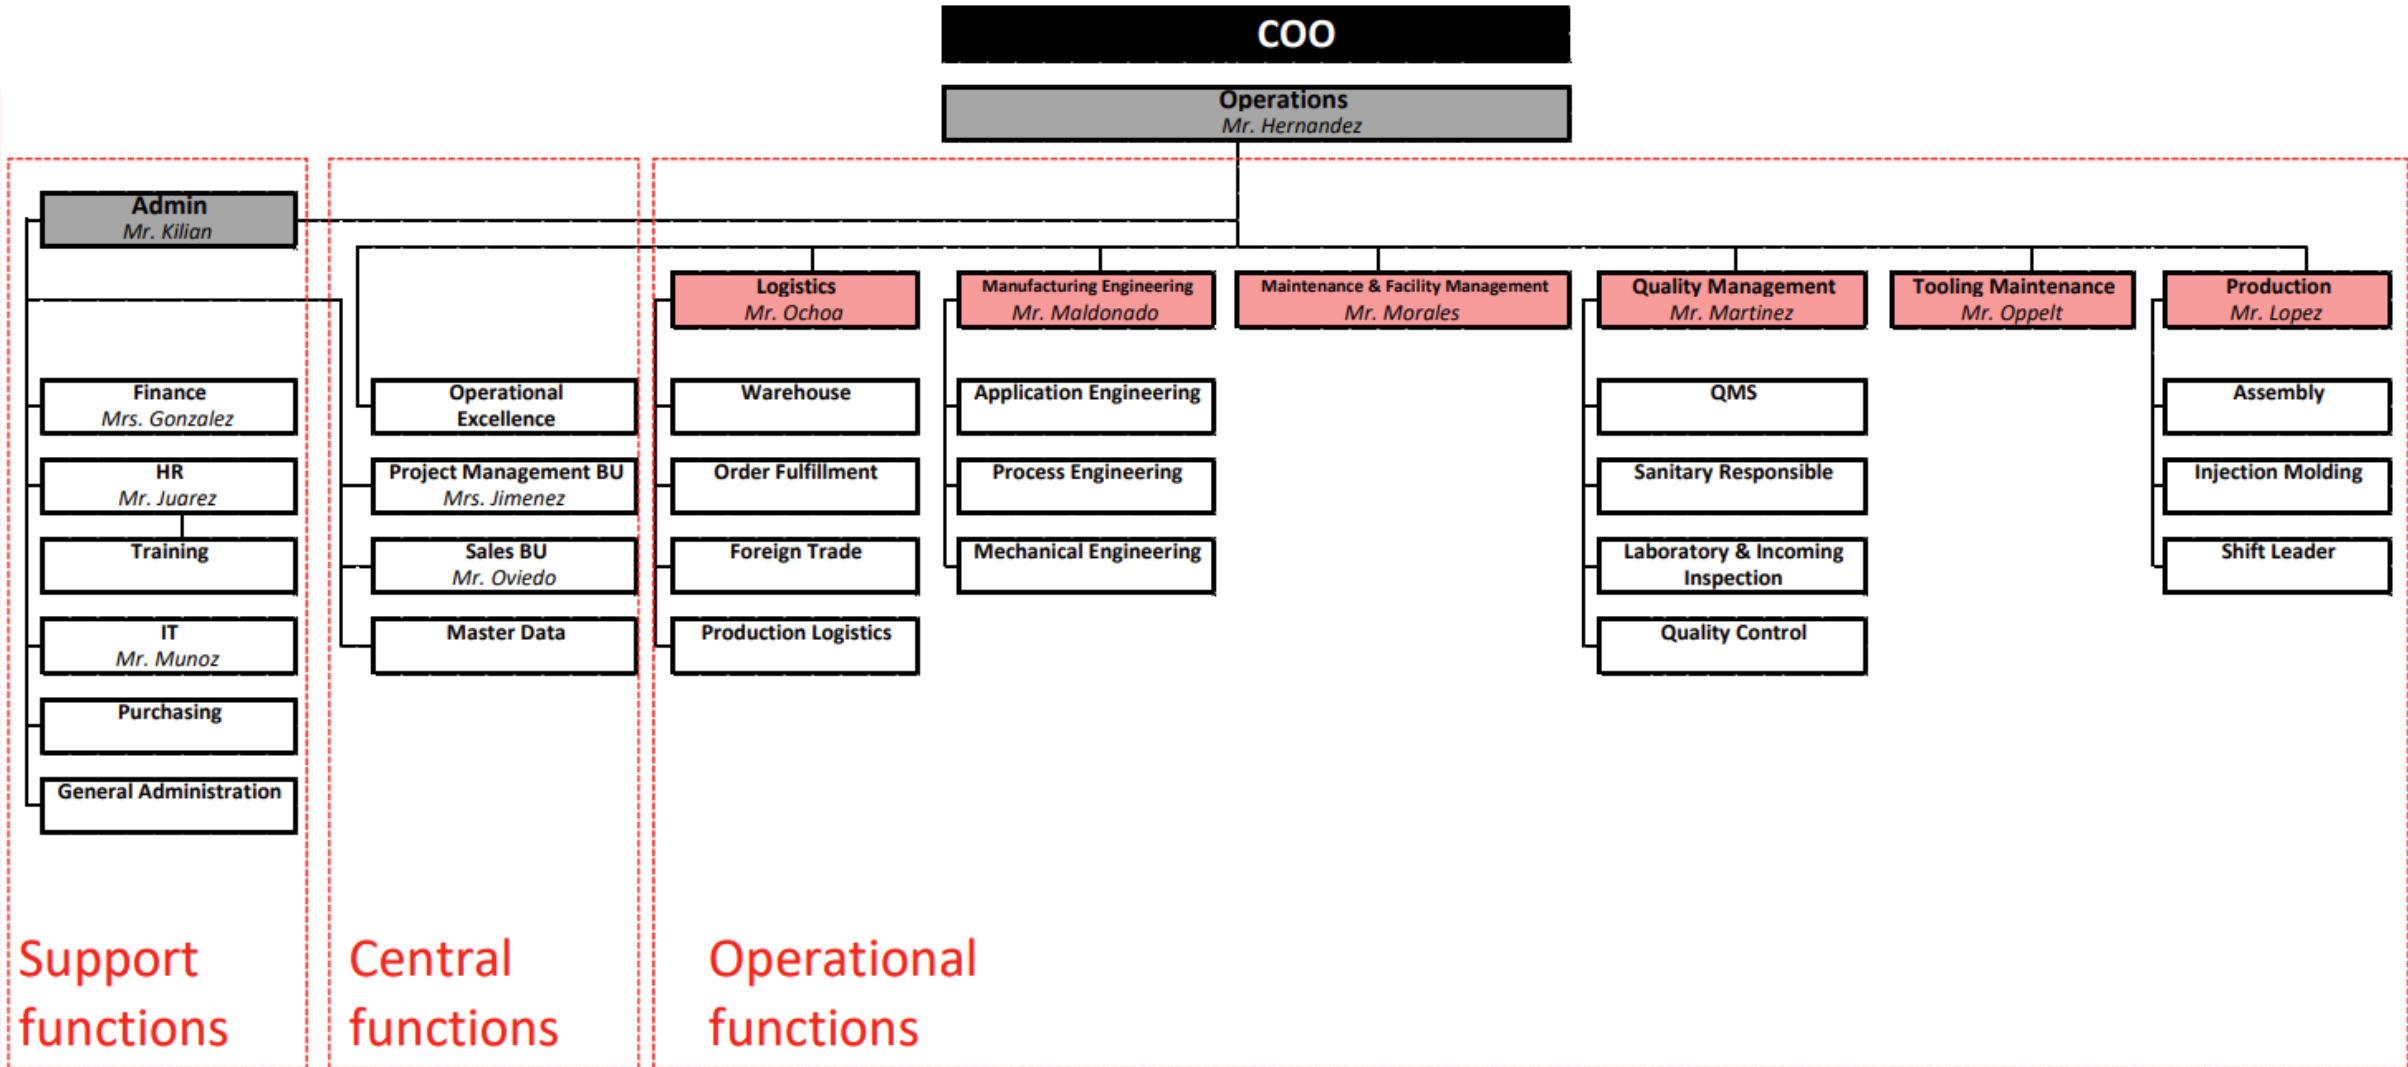 COO
Operations
Mr. Hernandez
Admin
Mr. Kilian
Logistics
Mr. Ochoa
Manufacturing Engineering
Mr. Maldonado
Maintenance & Facility Management
Mr. Morales
Quality Management
Mr. Martinez
Tooling Maintenance
Mr. Oppelt
Production
Mr. Lopez
Finance
Mrs. Gonzalez
HR
Mr. Juarez
Training
IT
Mr. Munoz
Purchasing
General Administration
Operational
Excellence
Project Management BU
Mrs. Jimenez
Sales BU
Mr. Oviedo
Master Data
Warehouse
Order Fulfillment
Foreign Trade
Production Logistics
Application Engineering
Process Engineering
Mechanical Engineering
QMS
Sanitary Responsible
Laboratory & Incoming
Inspection
Quality Control
Assembly
Injection Molding
Shift Leader
Support
functions
Central
functions
Operational
functions